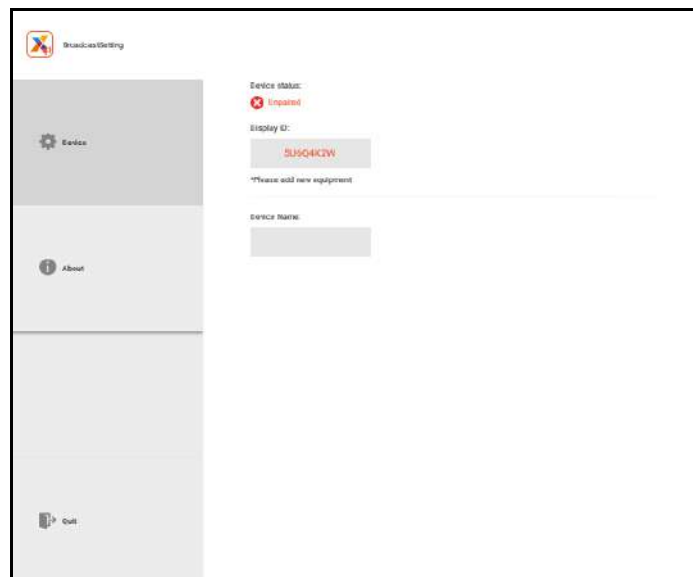 BroadcastSetting
Device status:
Unpaired
Display ID:
5U6Q4K2W
*Please add new equipment
Device Name:
Device
About
Quit